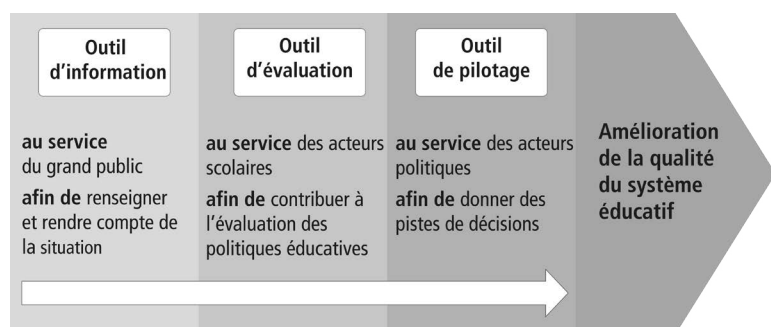 Outil
d'information
au service
du grand public
afin de renseigner
et rendre compte de
la situation
Outil
d'évaluation
au service des acteurs
scolaires
afin de contribuer à
l'évaluation des
politiques éducatives
Outil
de pilotage
au service des acteurs
politiques
afin de donner des
pistes de décisions
Amélioration
de la qualité
du système
éducatif